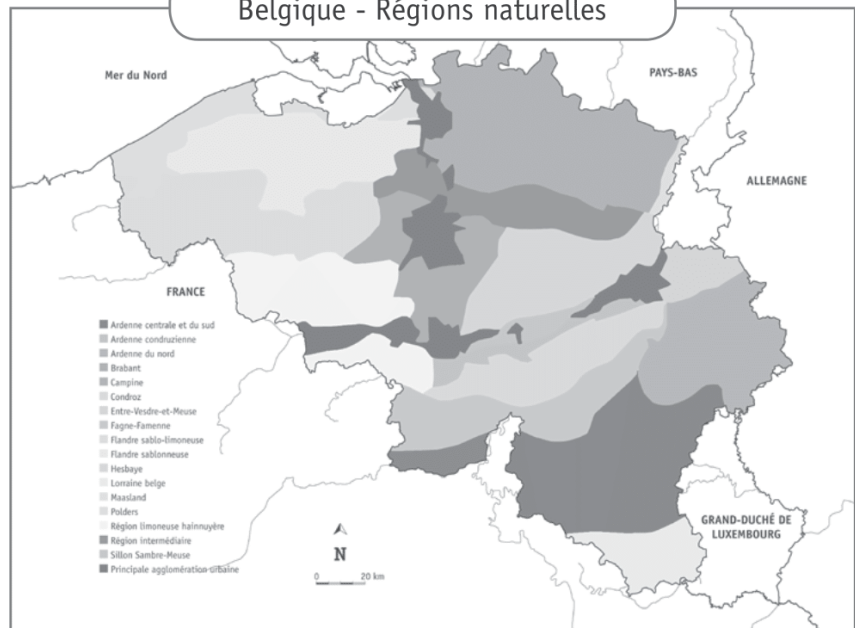 Belgique - Régions naturelles
Mer du Nord
PAYS-BAS
ALLEMAGNE
FRANCE
Ardenne centrale et du sud
Ardenne condruzienne
Ardenne du nord
Brabant
Campine
Condroz
Entre-Vesdre-et-Meuse
Fagne-Famenne
Flandre sablo-limoneuse
Flandre sablonneuse
Hesbaye
Lorraine belge
Maasland
Polders
Région limoneuse hainnuyère
Région intermédiaire
Sillon Sambre-Meuse
Principale agglomération urbaine
N
0 20 km
GRAND-DUCHÉ DE
LUXEMBOURG